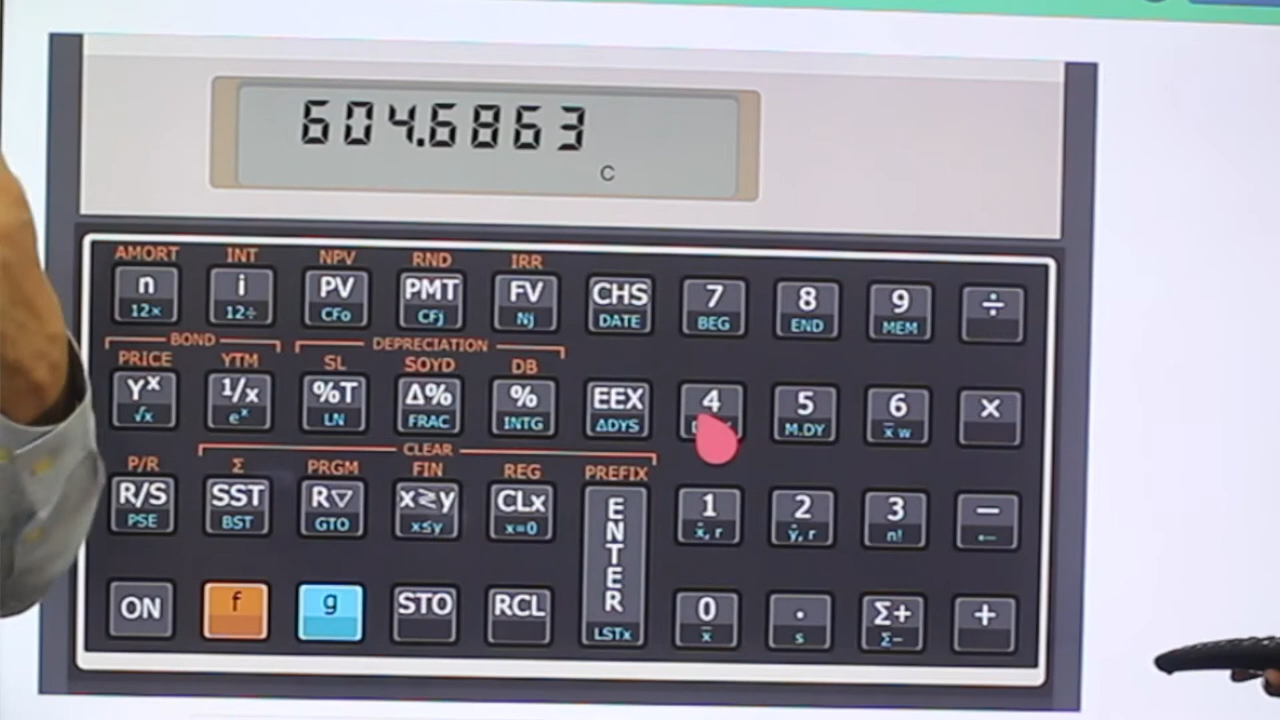 604.6863
C
AMORT INT NPV RND IRR
n i PV PMT FV CHS 7 8 9 ÷
12× 12÷ CFo CFj Nj DATE BEG END MEM
BOND DEPRECIATION
PRICE YTM SL SOYD DB
Yˣ 1/x %T Δ% % EEX 4 5 6 ×
√x eˣ LN FRAC INTG ΔDYS M.DY x̄ w
CLEAR
P/R Σ PRGM FIN REG PREFIX
R/S SST R▽ x≷y CLx ENTER 1 2 3 −
PSE BST GTO x≤y x=0 x̂, r ŷ, r n! ←
ON f g STO RCL 0 . Σ+ +
LSTx x̄ s Σ−